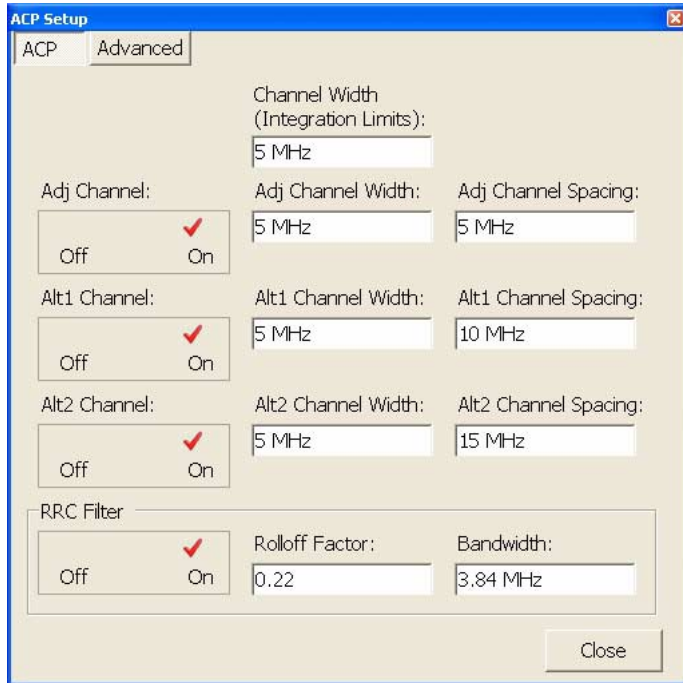 ACP Setup
ACP Advanced
Channel Width
(Integration Limits):
5 MHz
Adj Channel: Adj Channel Width: Adj Channel Spacing:
5 MHz 5 MHz
Off On
Alt1 Channel: Alt1 Channel Width: Alt1 Channel Spacing:
5 MHz 10 MHz
Off On
Alt2 Channel: Alt2 Channel Width: Alt2 Channel Spacing:
5 MHz 15 MHz
Off On
RRC Filter
Rolloff Factor: Bandwidth:
Off On 0.22 3.84 MHz
Close